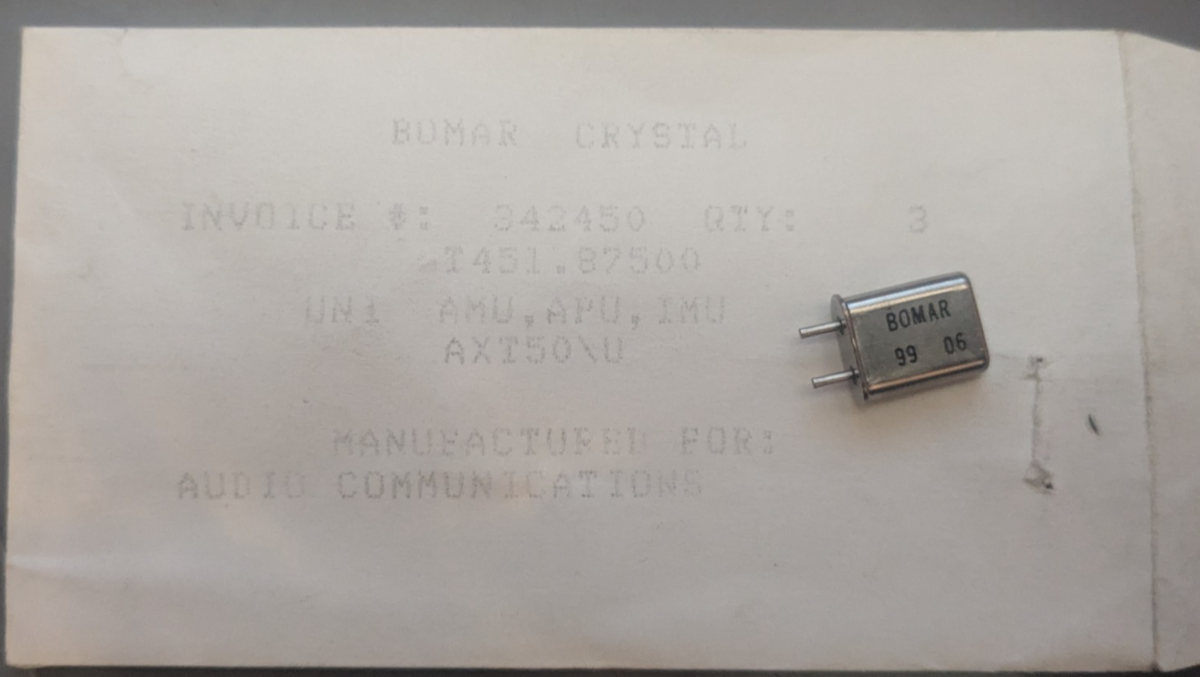 BOMAR CRYSTAL
INVOICE #: 342450 QTY: 3
T451.87500
UNI AMU,APU,IMU
AXT50\U
MANUFACTURED FOR:
AUDIO COMMUNICATIONS
BOMAR
99 06